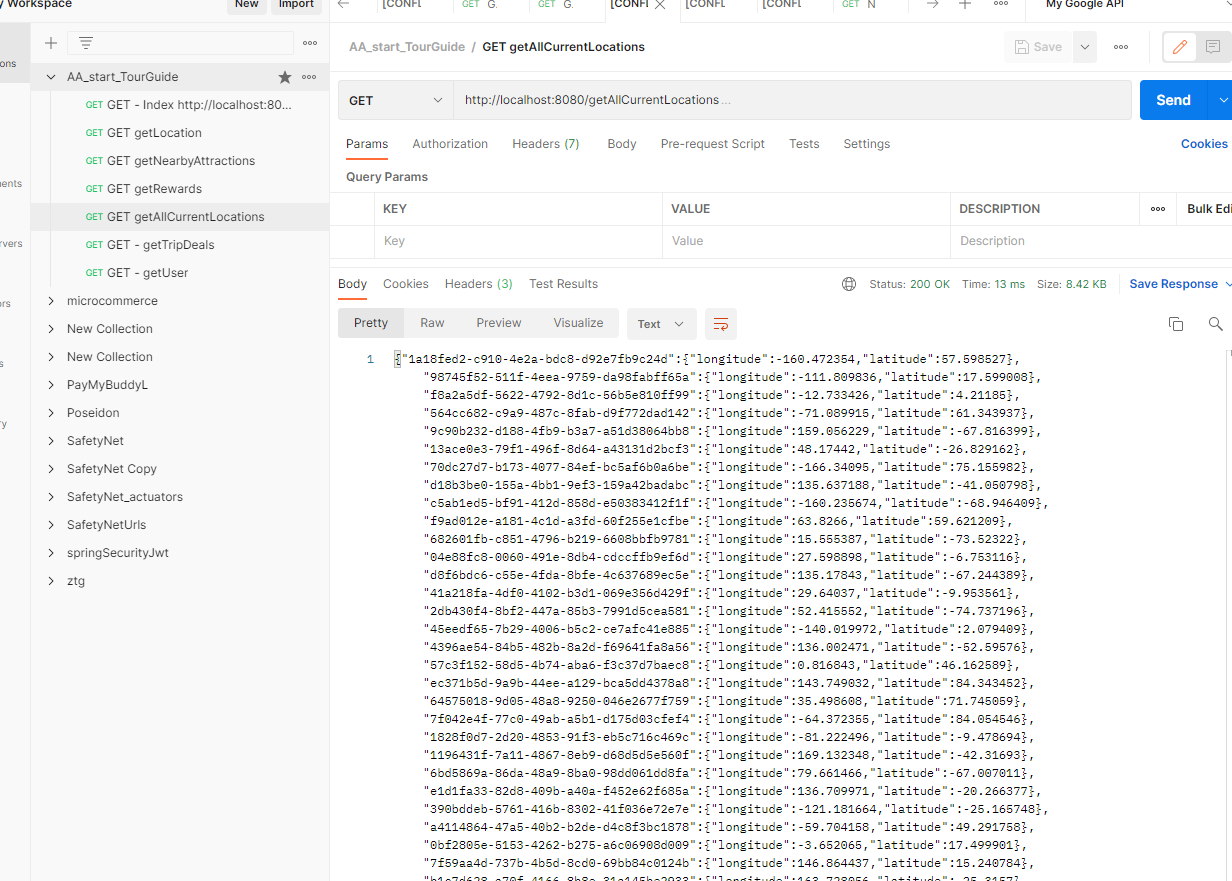 Workspace
New
Import
[CONFL
GET G.
GET G.
[CONFI
[CONFL
[CONFL
GET N
My Google API
AA_start_TourGuide / GET getAllCurrentLocations
Save
AA_start_TourGuide
GET GET - Index http://localhost:80...
GET GET getLocation
GET GET getNearbyAttractions
GET GET getRewards
GET GET getAllCurrentLocations
GET GET - getTripDeals
GET GET - getUser
microcommerce
New Collection
New Collection
PayMyBuddyL
Poseidon
SafetyNet
SafetyNet Copy
SafetyNet_actuators
SafetyNetUrls
springSecurityJwt
ztg
GET
http://localhost:8080/getAllCurrentLocations ...
Send
Params Authorization Headers (7) Body Pre-request Script Tests Settings Cookies
Query Params
KEY VALUE DESCRIPTION Bulk Edi
Key Value Description
Body Cookies Headers (3) Test Results Status: 200 OK Time: 13 ms Size: 8.42 KB Save Response
Pretty Raw Preview Visualize Text
1 {"1a18fed2-c910-4e2a-bdc8-d92e7fb9c24d":{"longitude":-160.472354,"latitude":57.598527},
"98745f52-511f-4eea-9759-da98fabff65a":{"longitude":-111.809836,"latitude":17.599008},
"f8a2a5df-5622-4792-8d1c-56b5e810ff99":{"longitude":-12.733426,"latitude":4.21185},
"564cc682-c9a9-487c-8fab-d9f772dad142":{"longitude":-71.089915,"latitude":61.343937},
"9c90b232-d188-4fb9-b3a7-a51d38064bb8":{"longitude":159.056229,"latitude":-67.816399},
"13ace0e3-79f1-496f-8d64-a43131d2bcf3":{"longitude":48.17442,"latitude":-26.829162},
"70dc27d7-b173-4077-84ef-bc5af6b0a6be":{"longitude":-166.34095,"latitude":75.155982},
"d18b3be0-155a-4bb1-9ef3-159a42badabc":{"longitude":135.637188,"latitude":-41.050798},
"c5ab1ed5-bf91-412d-858d-e50383412f1f":{"longitude":-160.235674,"latitude":-68.946409},
"f9ad012e-a181-4c1d-a3fd-60f255e1cfbe":{"longitude":63.8266,"latitude":59.621209},
"682601fb-c851-4796-b219-6608bbfb9781":{"longitude":15.555387,"latitude":-73.52322},
"04e88fc8-0060-491e-8db4-cdccffb9ef6d":{"longitude":27.598898,"latitude":-6.753116},
"d8f6bdc6-c55e-4fda-8bfe-4c637689ec5e":{"longitude":135.17843,"latitude":-67.244389},
"41a218fa-4df0-4102-b3d1-069e356d429f":{"longitude":29.64037,"latitude":-9.953561},
"2db430f4-8bf2-447a-85b3-7991d5cea581":{"longitude":52.415552,"latitude":-74.737196},
"45eedf65-7b29-4006-b5c2-ce7afc41e885":{"longitude":-140.019972,"latitude":2.079409},
"4396ae54-84b5-482b-8a2d-f69641fa8a56":{"longitude":136.002471,"latitude":-52.59576},
"57c3f152-58d5-4b74-aba6-f3c37d7baec8":{"longitude":0.816843,"latitude":46.162589},
"ec371b5d-9a9b-44ee-a129-bca5dd4378a8":{"longitude":143.749032,"latitude":84.343452},
"64575018-9d05-48a8-9250-046e2677f759":{"longitude":35.498608,"latitude":71.745059},
"7f042e4f-77c0-49ab-a5b1-d175d03cfef4":{"longitude":-64.372355,"latitude":84.054546},
"1828f0d7-2d20-4853-91f3-eb5c716c469c":{"longitude":-81.222496,"latitude":-9.478694},
"1196431f-7a11-4867-8eb9-d68d5d5e560f":{"longitude":169.132348,"latitude":-42.31693},
"6bd5869a-86da-48a9-8ba0-98dd061dd8fa":{"longitude":79.661466,"latitude":-67.007011},
"e1d1fa33-82d8-409b-a40a-f452e62f685a":{"longitude":136.709971,"latitude":-20.266377},
"390bddeb-5761-416b-8302-41f036e72e7e":{"longitude":-121.181664,"latitude":-25.165748},
"a4114864-47a5-40b2-b2de-d4c8f3bc1878":{"longitude":-59.704158,"latitude":49.291758},
"0bf2805e-5153-4262-b275-a6c06908d009":{"longitude":-3.652065,"latitude":17.499901},
"7f59aa4d-737b-4b5d-8cd0-69bb84c0124b":{"longitude":146.864437,"latitude":15.240784},